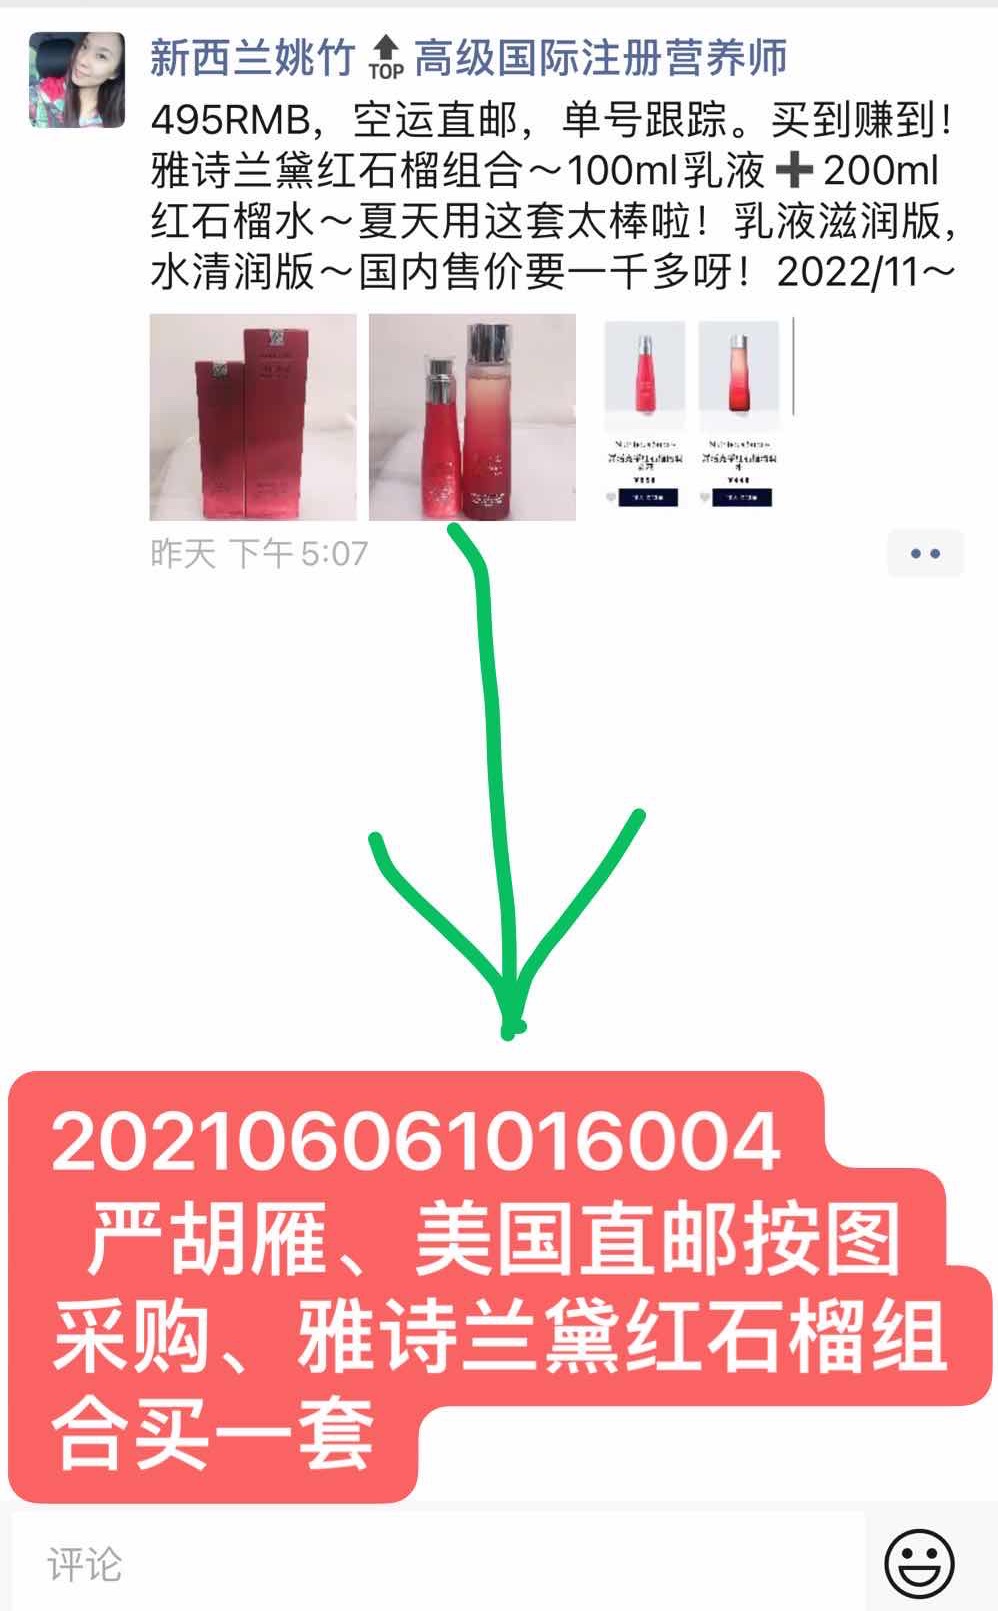 新西兰姚竹 TOP 高级国际注册营养师
495RMB，空运直邮，单号跟踪。买到赚到！
雅诗兰黛红石榴组合～100ml乳液➕200ml
红石榴水～夏天用这套太棒啦！乳液滋润版，
水清润版～国内售价要一千多呀！2022/11～
昨天 下午5:07
202106061016004
严胡雁、美国直邮按图
采购、雅诗兰黛红石榴组
合买一套
评论